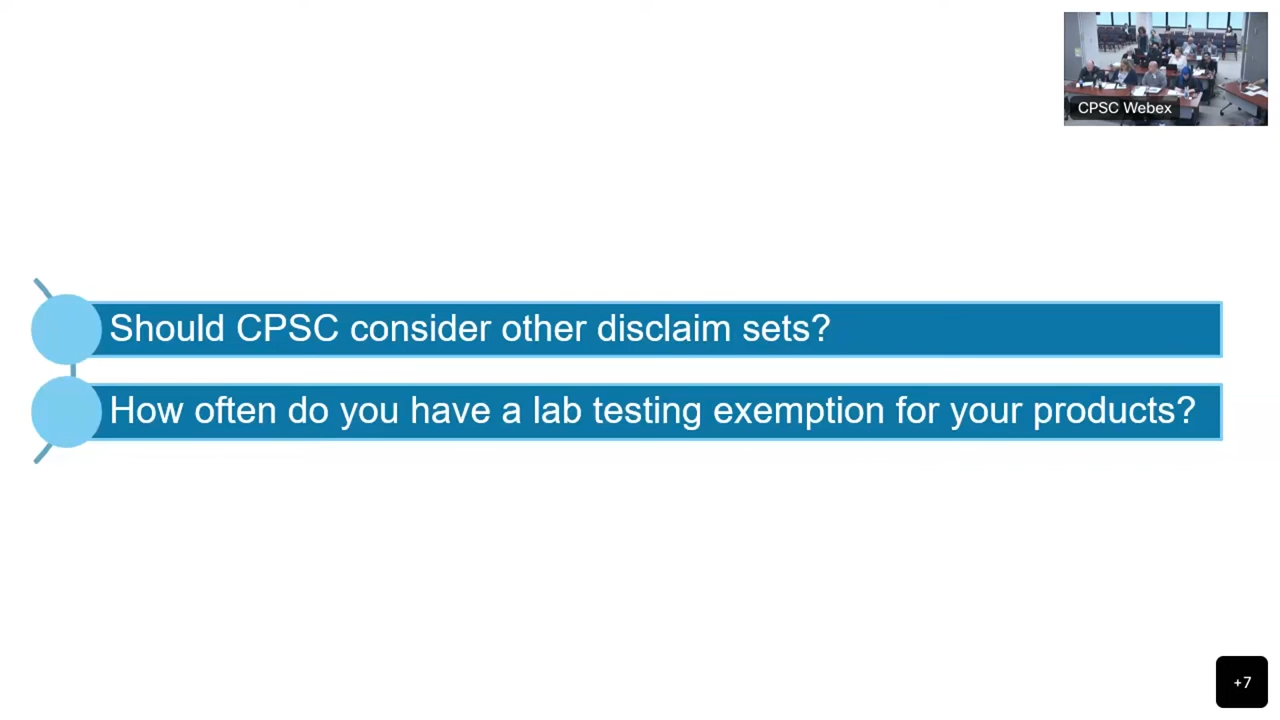 CPSC Webex
Should CPSC consider other disclaim sets?
How often do you have a lab testing exemption for your products?
+7